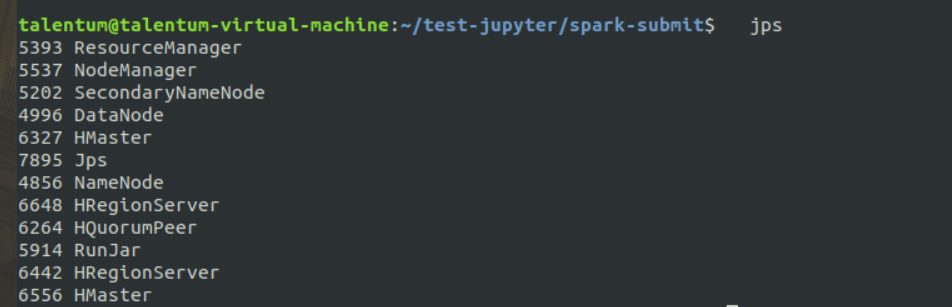 talentum@talentum-virtual-machine:~/test-jupyter/spark-submit$   jps
5393 ResourceManager
5537 NodeManager
5202 SecondaryNameNode
4996 DataNode
6327 HMaster
7895 Jps
4856 NameNode
6648 HRegionServer
6264 HQuorumPeer
5914 RunJar
6442 HRegionServer
6556 HMaster